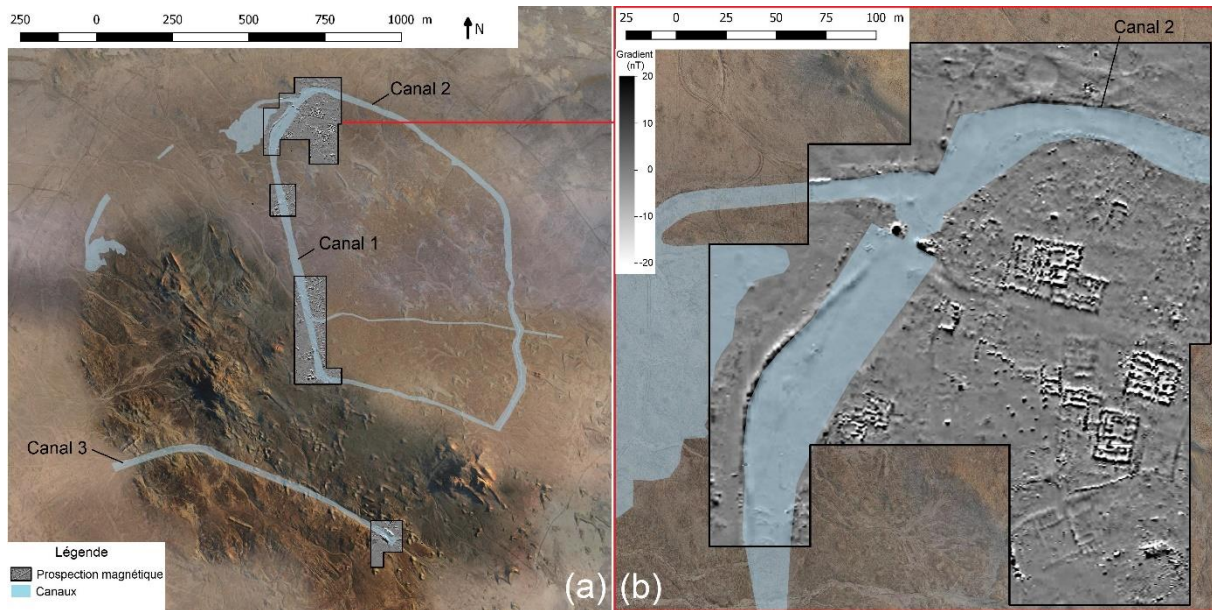 250 0 250 500 750 1000 m
N
Canal 2
Canal 1
Canal 3
Légende
Prospection magnétique
Canaux
(a)
25 0 25 50 75 100 m
Gradient
(nT)
20
10
0
-10
-20
Canal 2
(b)